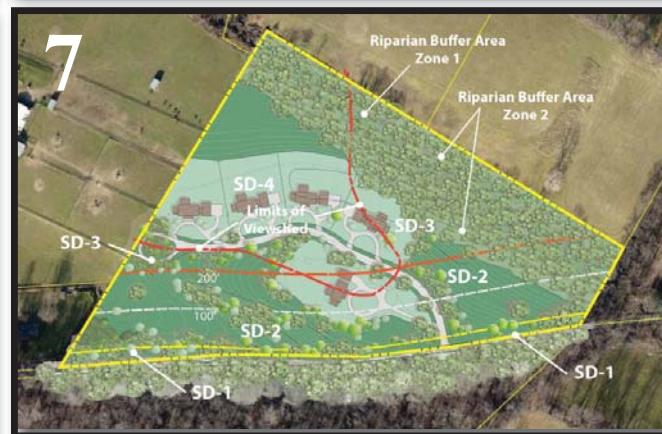 7
Riparian Buffer Area
Zone 1
Riparian Buffer Area
Zone 2
SD-4
Limits of
Viewshed
SD-3
SD-3
200'
SD-2
100'
SD-2
SD-1
SD-1